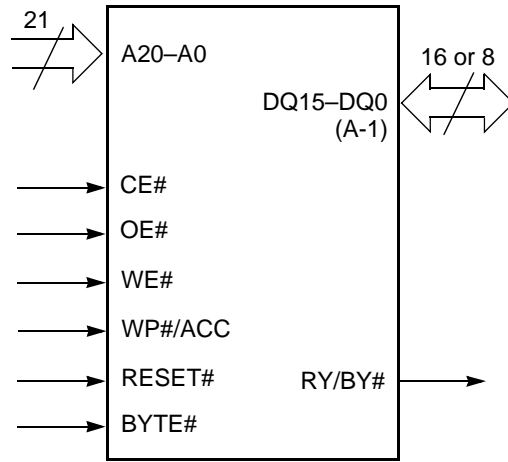 21
A20–A0
16 or 8
DQ15–DQ0
(A-1)
CE#
OE#
WE#
WP#/ACC
RESET#
RY/BY#
BYTE#